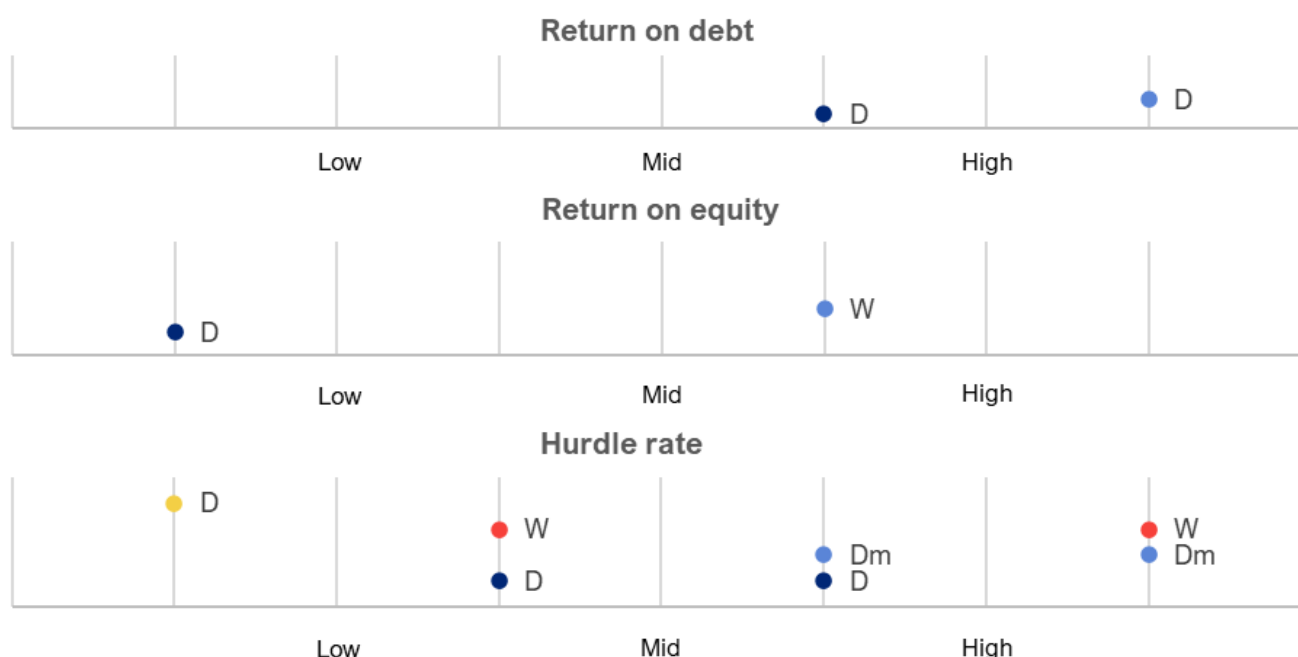 Return on debt
D
D
Low Mid High
Return on equity
W
D
Low Mid High
Hurdle rate
D
W W
Dm Dm
D D
Low Mid High